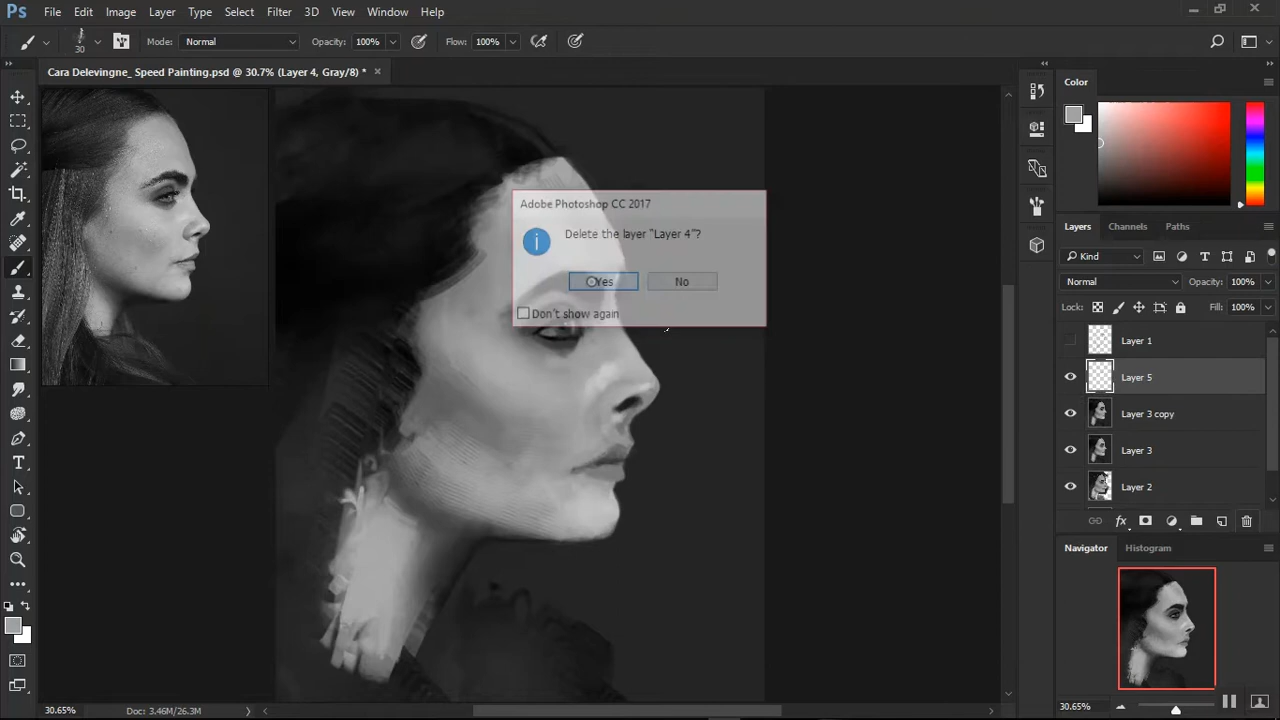 Ps File Edit Image Layer Type Select Filter 3D View Window Help
30 Mode: Normal Opacity: 100% Flow: 100%
Cara Delevingne_ Speed Painting.psd @ 30.7% (Layer 4, Gray/8) * ×
Adobe Photoshop CC 2017
Delete the layer "Layer 4"?
Yes No
Don't show again
Color
Layers Channels Paths
Kind
Normal Opacity: 100%
Lock: Fill: 100%
Layer 1
Layer 5
Layer 3 copy
Layer 3
Layer 2
Navigator Histogram
30.65%
30.65% Doc: 3.46M/26.3M